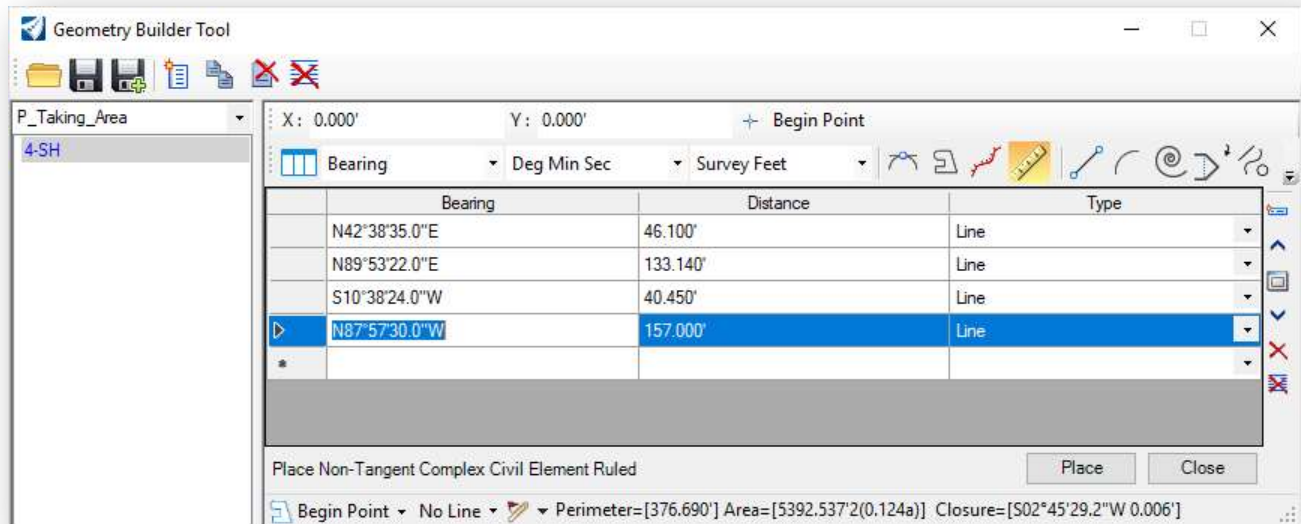 Geometry Builder Tool
P_Taking_Area
4-SH
X: 0.000' Y: 0.000' Begin Point
Bearing Deg Min Sec Survey Feet
Bearing Distance Type
N42°38'35.0"E 46.100' Line
N89°53'22.0"E 133.140' Line
S10°38'24.0"W 40.450' Line
N87°57'30.0"W 157.000' Line
*
Place Non-Tangent Complex Civil Element Ruled Place Close
Begin Point No Line Perimeter=[376.690'] Area=[5392.537'2(0.124a)] Closure=[S02°45'29.2"W 0.006']